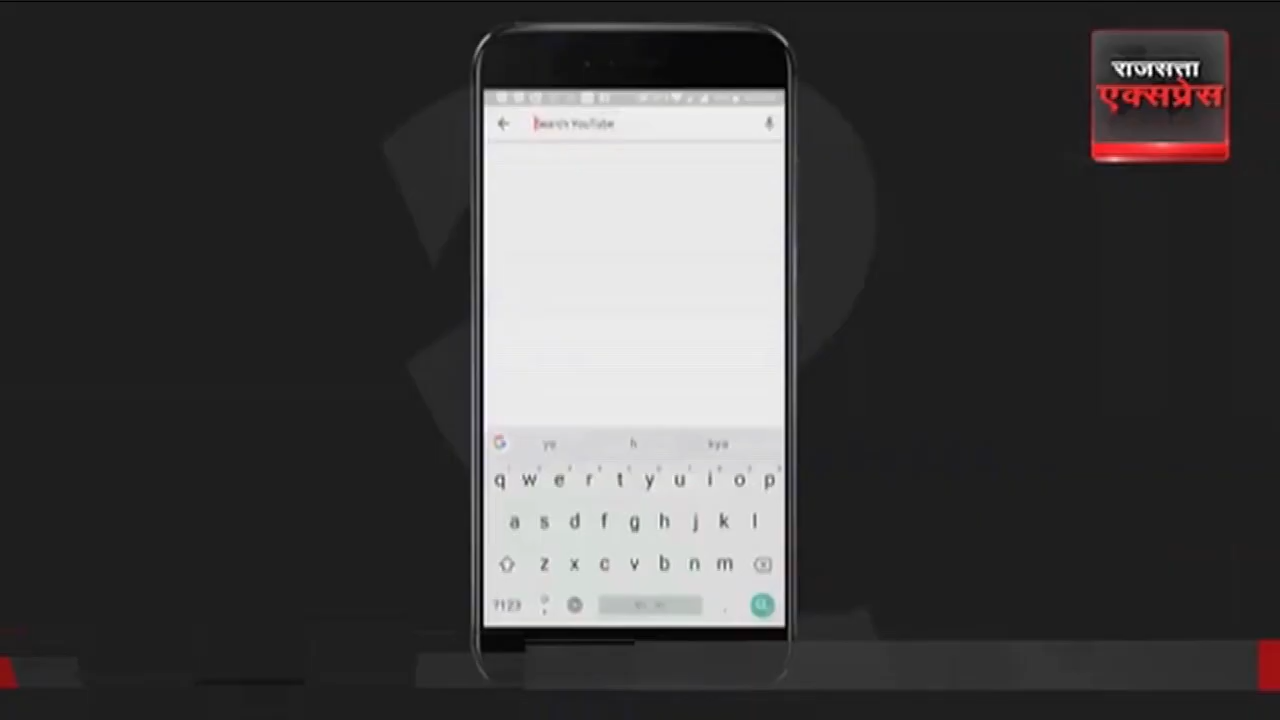 राजसत्ता
एक्सप्रेस
Search YouTube
ye h kya
q w e r t y u i o p
a s d f g h j k l
z x c v b n m
?123 , .